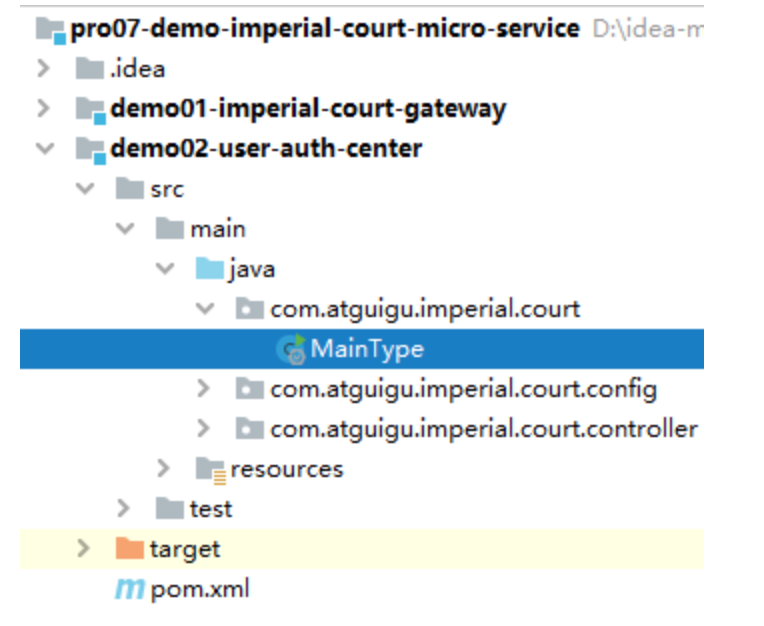 pro07-demo-imperial-court-micro-service D:\idea-m
.idea
demo01-imperial-court-gateway
demo02-user-auth-center
src
main
java
com.atguigu.imperial.court
MainType
com.atguigu.imperial.court.config
com.atguigu.imperial.court.controller
resources
test
target
pom.xml